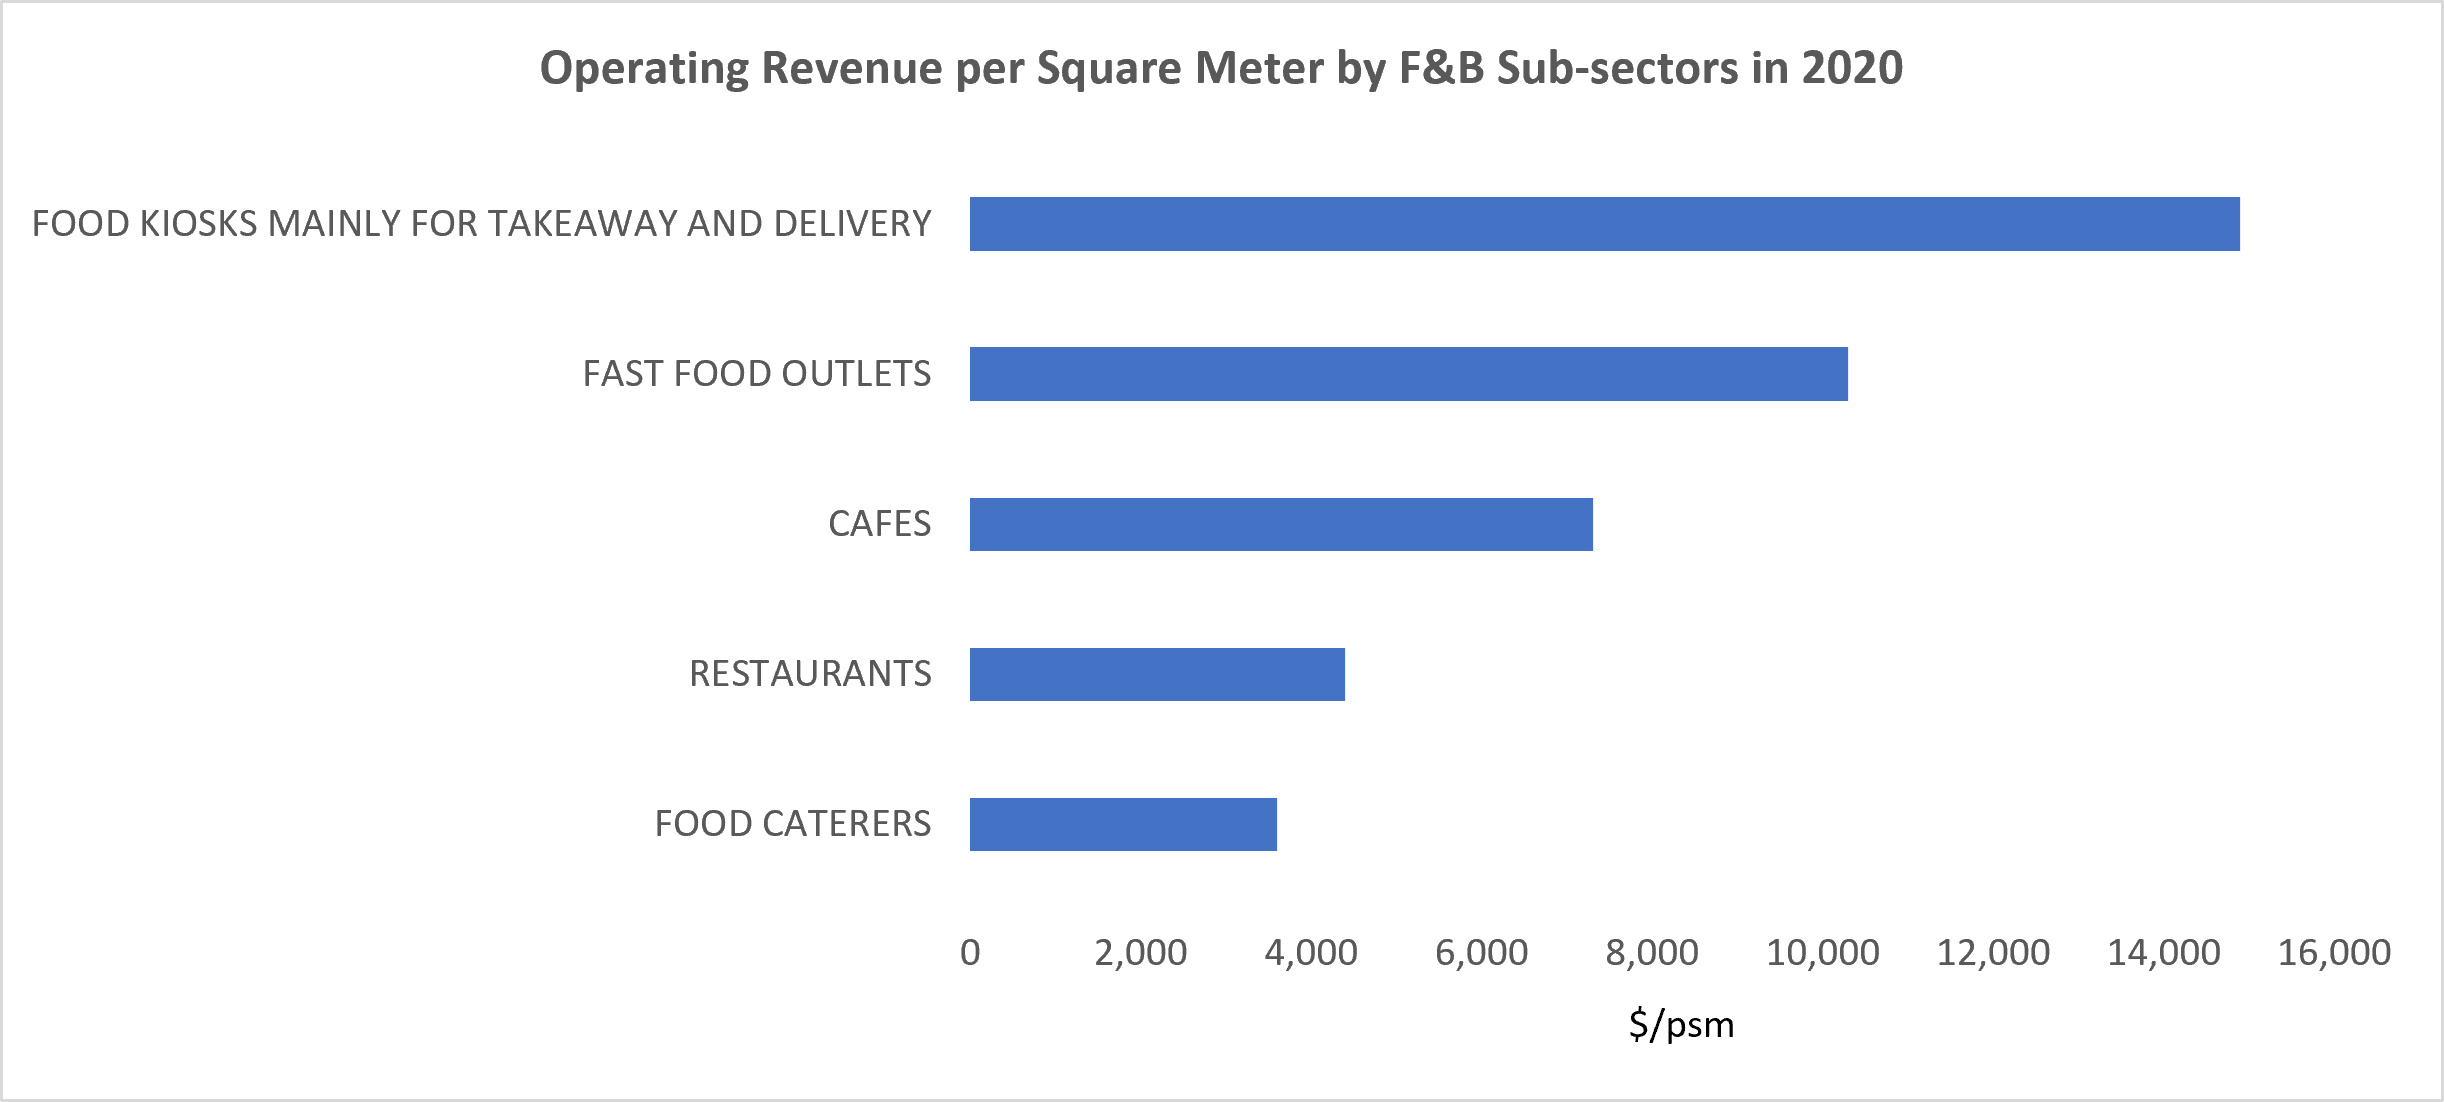 Operating Revenue per Square Meter by F&B Sub-sectors in 2020
FOOD KIOSKS MAINLY FOR TAKEAWAY AND DELIVERY
FAST FOOD OUTLETS
CAFES
RESTAURANTS
FOOD CATERERS
0 2,000 4,000 6,000 8,000 10,000 12,000 14,000 16,000
$/psm